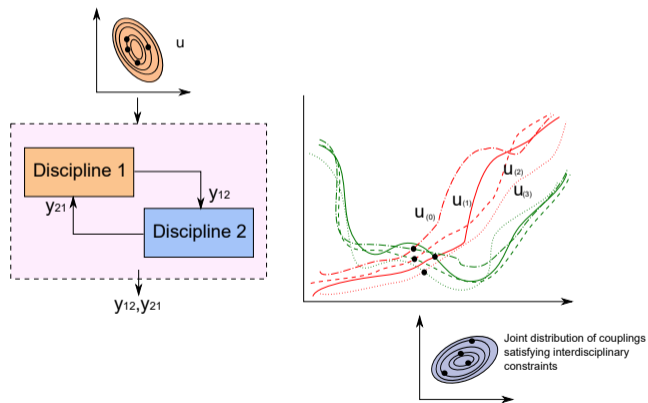 u
Discipline 1
y12
y21
Discipline 2
y12,y21
u(0)
u(1)
u(2)
u(3)
Joint distribution of couplings
satisfying interdisciplinary
constraints